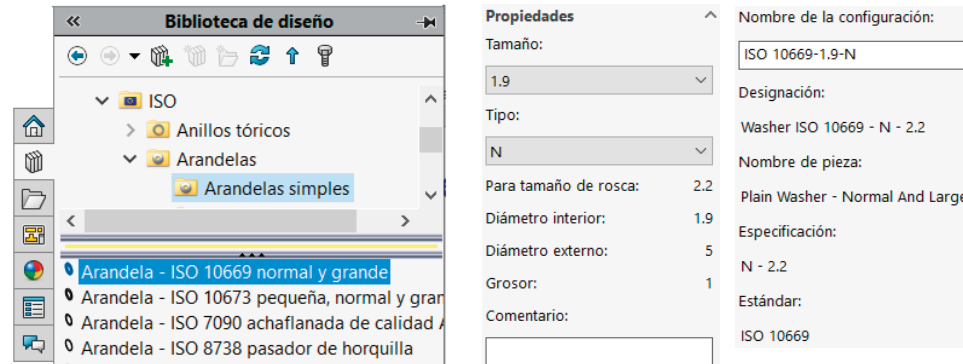 Biblioteca de diseño
ISO
Anillos tóricos
Arandelas
Arandelas simples
Arandela - ISO 10669 normal y grande
Arandela - ISO 10673 pequeña, normal y
Arandela - ISO 7090 achaflanada de calidad
Arandela - ISO 8738 pasador de horquilla
Propiedades
Tamaño:
1.9
Tipo:
N
Para tamaño de rosca: 2.2
Diámetro interior: 1.9
Diámetro externo: 5
Grosor: 1
Comentario:
Nombre de la configuración:
ISO 10669-1.9-N
Designación:
Washer ISO 10669 - N - 2.2
Nombre de pieza:
Plain Washer - Normal And Large
Especificación:
N - 2.2
Estándar:
ISO 10669